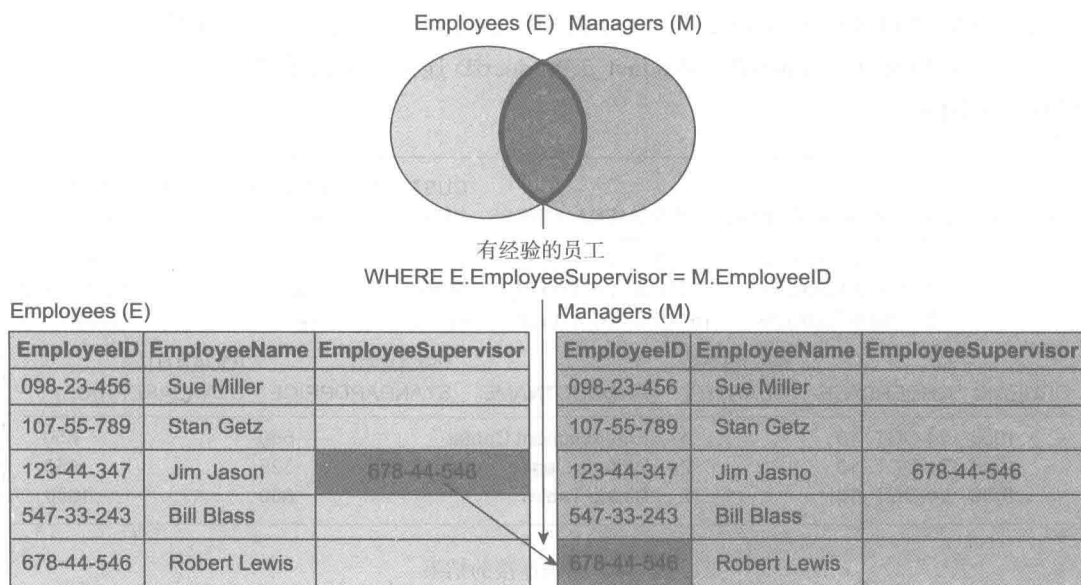 Employees (E) Managers (M)
有经验的员工
WHERE E.EmployeeSupervisor = M.EmployeeID
Employees (E)
EmployeeID EmployeeName EmployeeSupervisor
098-23-456 Sue Miller
107-55-789 Stan Getz
123-44-347 Jim Jason 678-44-546
547-33-243 Bill Blass
678-44-546 Robert Lewis
Managers (M)
EmployeeID EmployeeName EmployeeSupervisor
098-23-456 Sue Miller
107-55-789 Stan Getz
123-44-347 Jim Jasno 678-44-546
547-33-243 Bill Blass
678-44-546 Robert Lewis